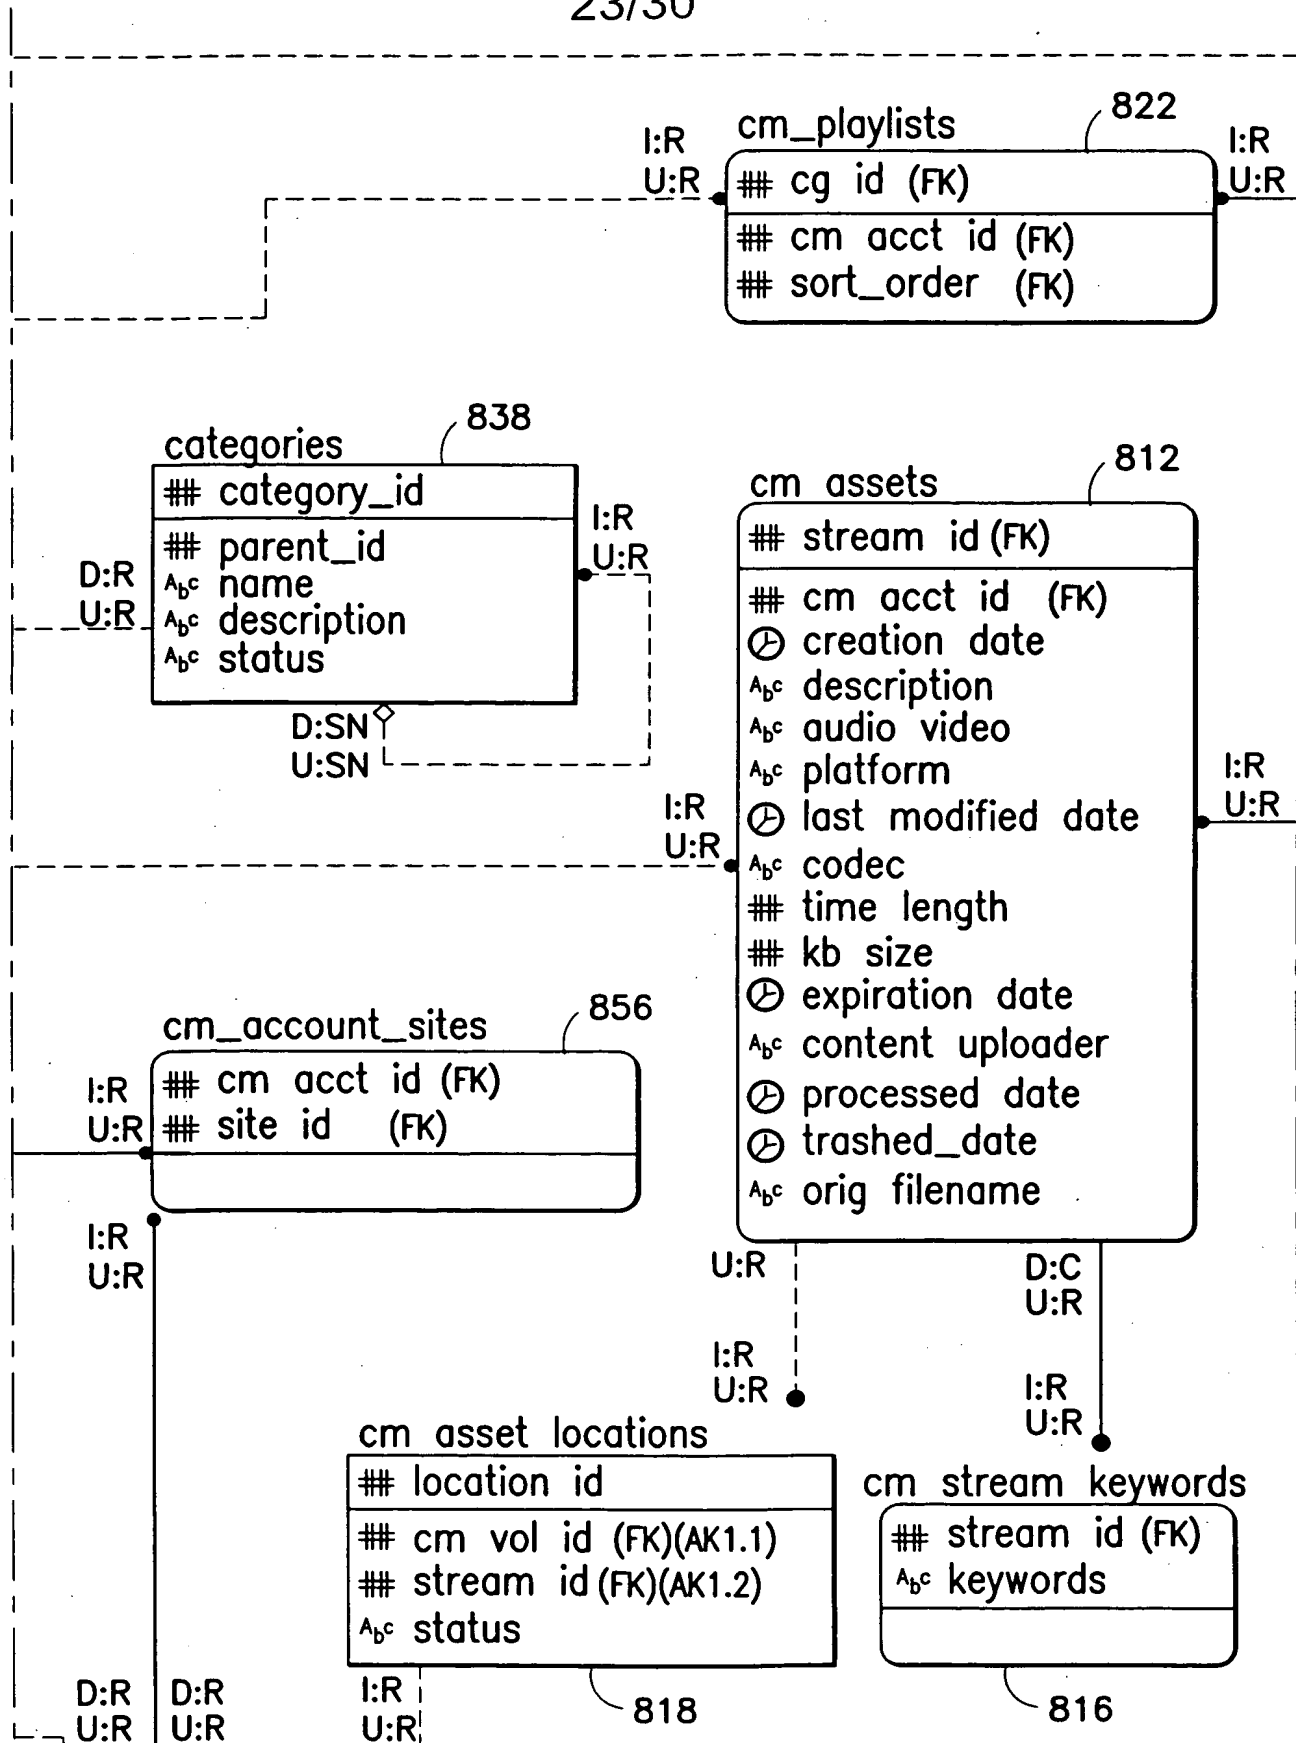 23/30
822
cm_playlists
I:R
U:R
I:R
U:R
## cg id (FK)
## cm acct id (FK)
## sort_order (FK)
838
categories
## category_id
## parent_id
Abc name
Abc description
Abc status
I:R
U:R
D:R
U:R
D:SN
U:SN
812
cm assets
## stream id (FK)
## cm acct id (FK)
creation date
Abc description
Abc audio video
Abc platform
last modified date
Abc codec
## time length
## kb size
expiration date
Abc content uploader
processed date
trashed_date
Abc orig filename
I:R
U:R
I:R
U:R
856
cm_account_sites
## cm acct id (FK)
## site id (FK)
I:R
U:R
I:R
U:R
U:R
I:R
U:R
D:C
U:R
I:R
U:R
cm asset locations
## location id
## cm vol id (FK)(AK1.1)
## stream id (FK)(AK1.2)
Abc status
818
cm stream keywords
## stream id (FK)
Abc keywords
816
D:R
U:R
D:R
U:R
I:R
U:R